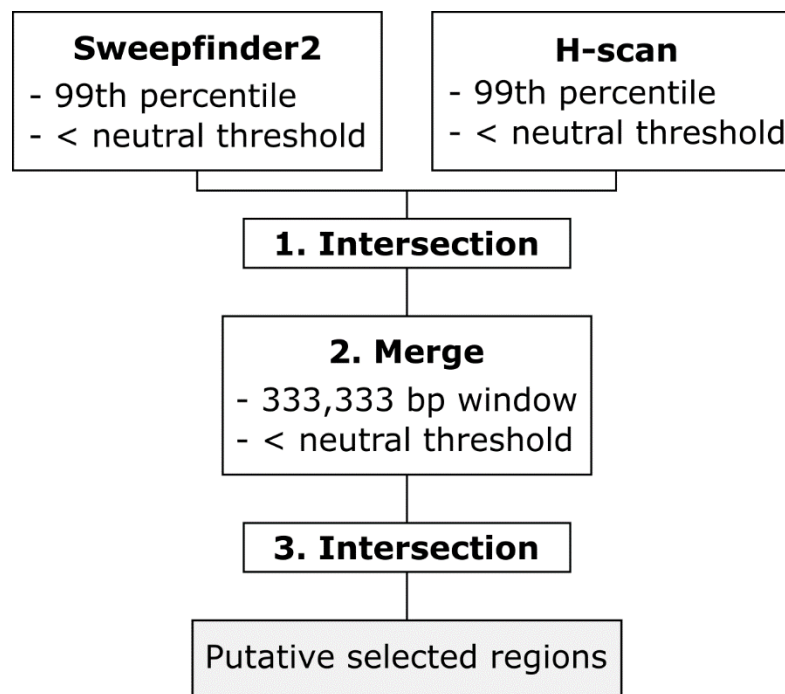 Sweepfinder2
- 99th percentile
- < neutral threshold
H-scan
- 99th percentile
- < neutral threshold
1. Intersection
2. Merge
- 333,333 bp window
- < neutral threshold
3. Intersection
Putative selected regions